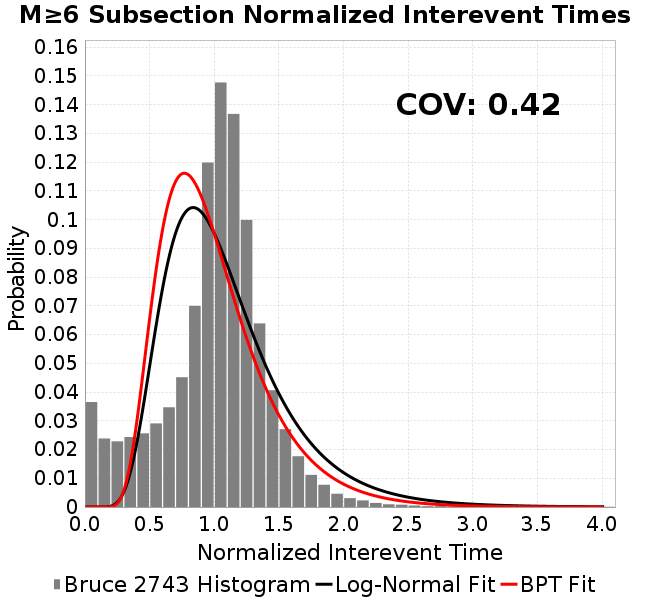 M≥6 Subsection Normalized Interevent Times
COV: 0.42
Probability
0.16
0.15
0.14
0.13
0.12
0.11
0.1
0.09
0.08
0.07
0.06
0.05
0.04
0.03
0.02
0.01
0
0.0 0.5 1.0 1.5 2.0 2.5 3.0 3.5 4.0
Normalized Interevent Time
Bruce 2743 Histogram Log-Normal Fit BPT Fit